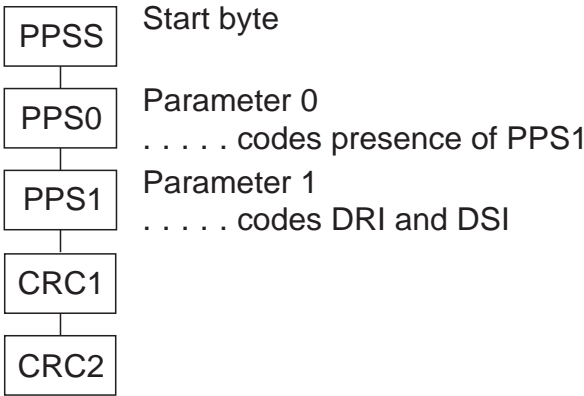 PPSS Start byte
PPS0 Parameter 0
. . . . . codes presence of PPS1
PPS1 Parameter 1
. . . . . codes DRI and DSI
CRC1
CRC2